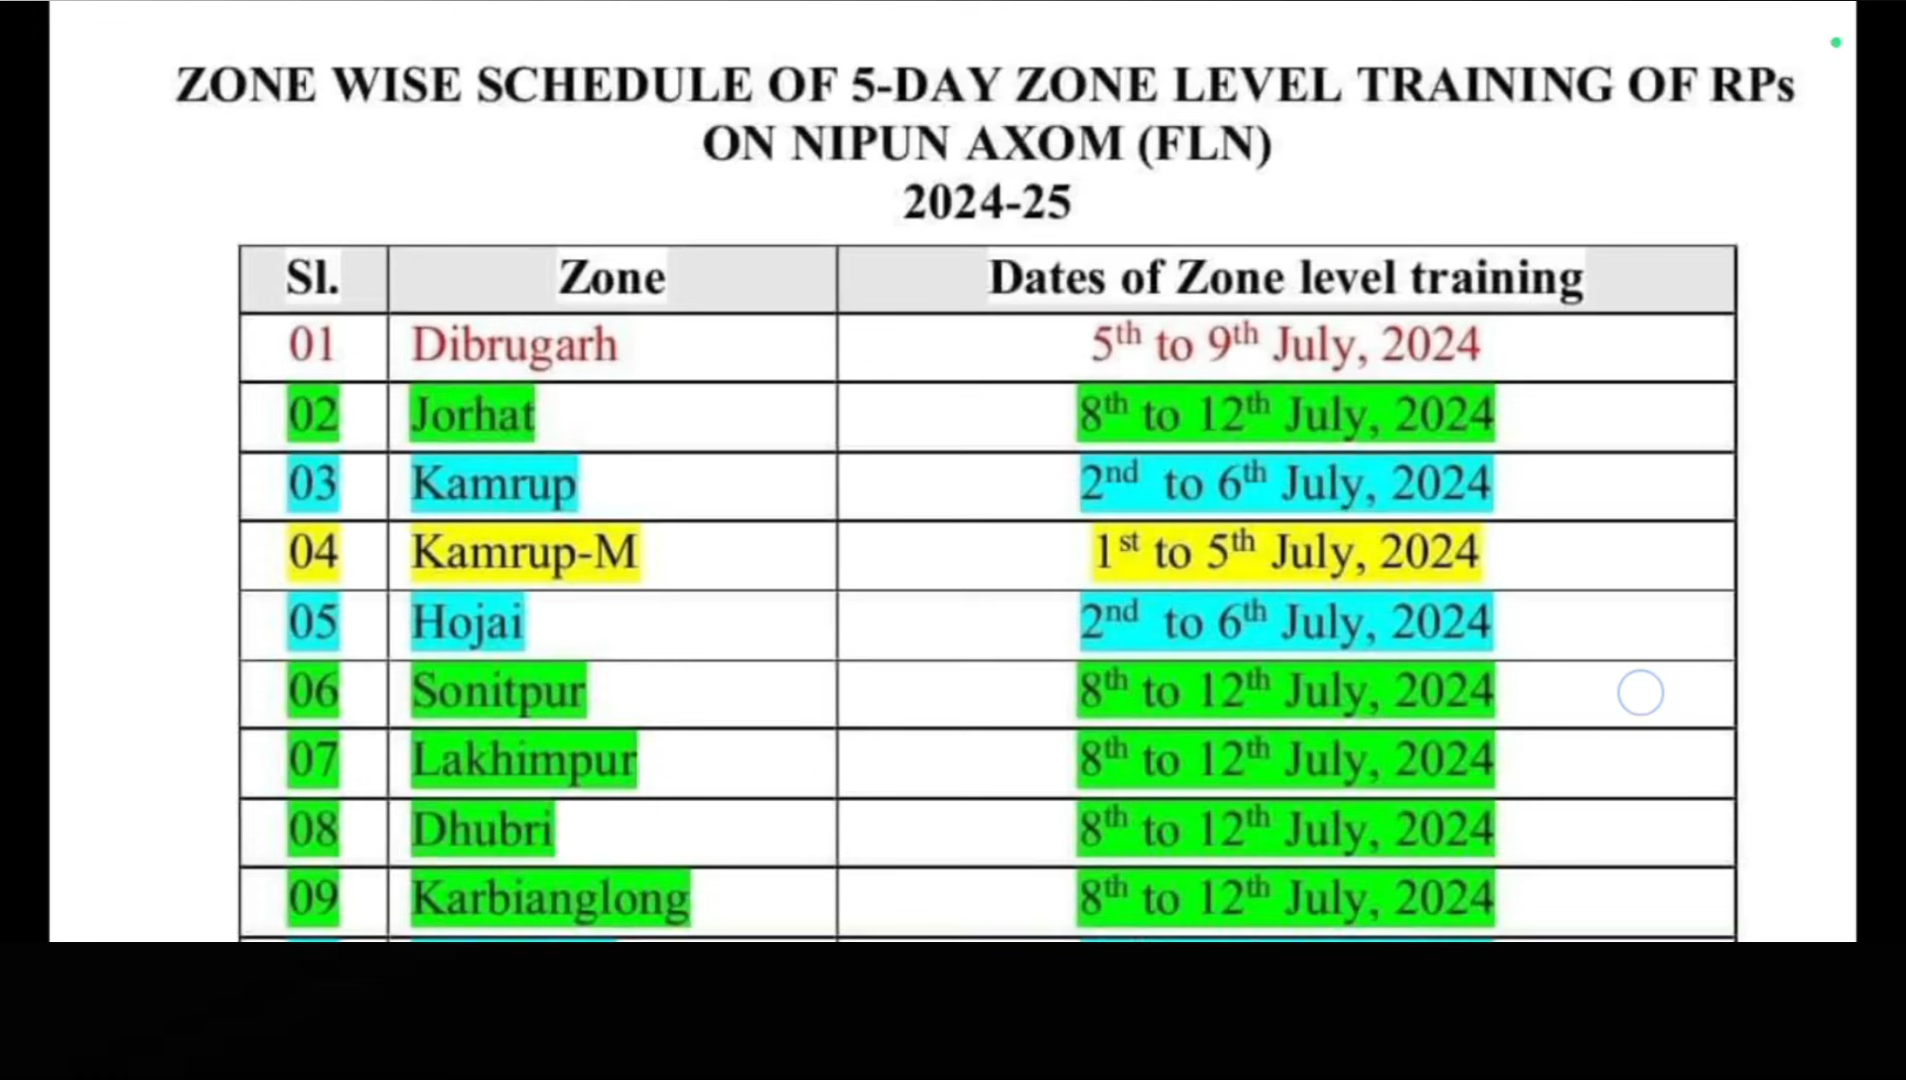 ZONE WISE SCHEDULE OF 5-DAY ZONE LEVEL TRAINING OF RPs
ON NIPUN AXOM (FLN)
2024-25
Sl. Zone Dates of Zone level training
01 Dibrugarh 5th to 9th July, 2024
02 Jorhat 8th to 12th July, 2024
03 Kamrup 2nd to 6th July, 2024
04 Kamrup-M 1st to 5th July, 2024
05 Hojai 2nd to 6th July, 2024
06 Sonitpur 8th to 12th July, 2024
07 Lakhimpur 8th to 12th July, 2024
08 Dhubri 8th to 12th July, 2024
09 Karbianglong 8th to 12th July, 2024